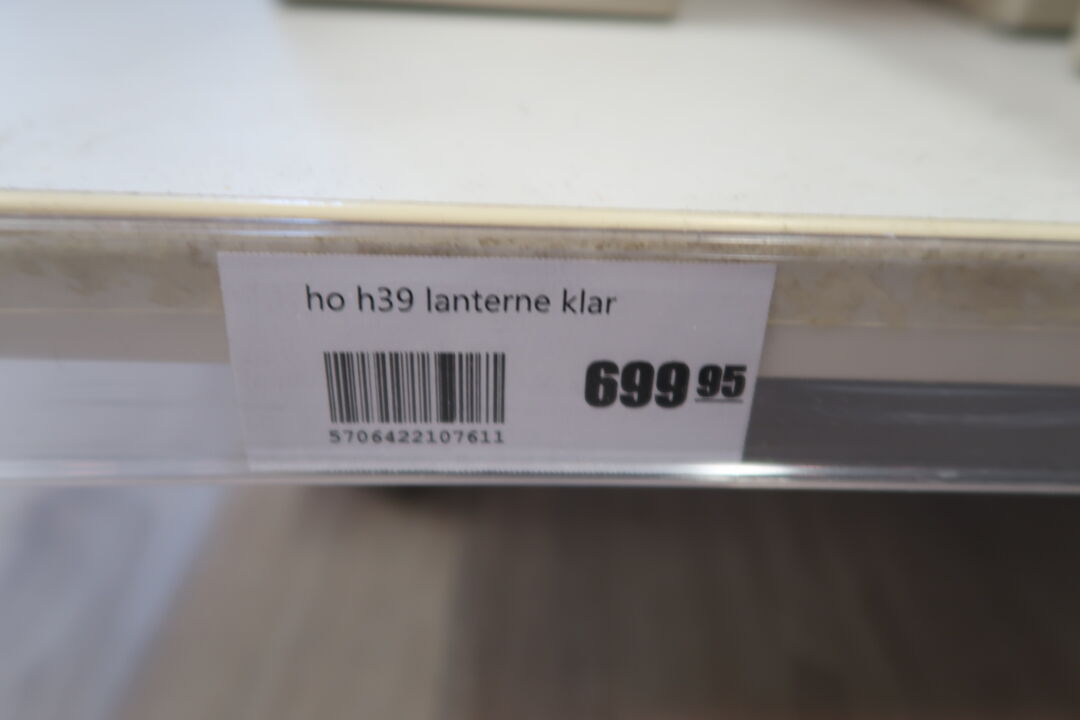 ho h39 lanterne klar
699 95
5706422107611